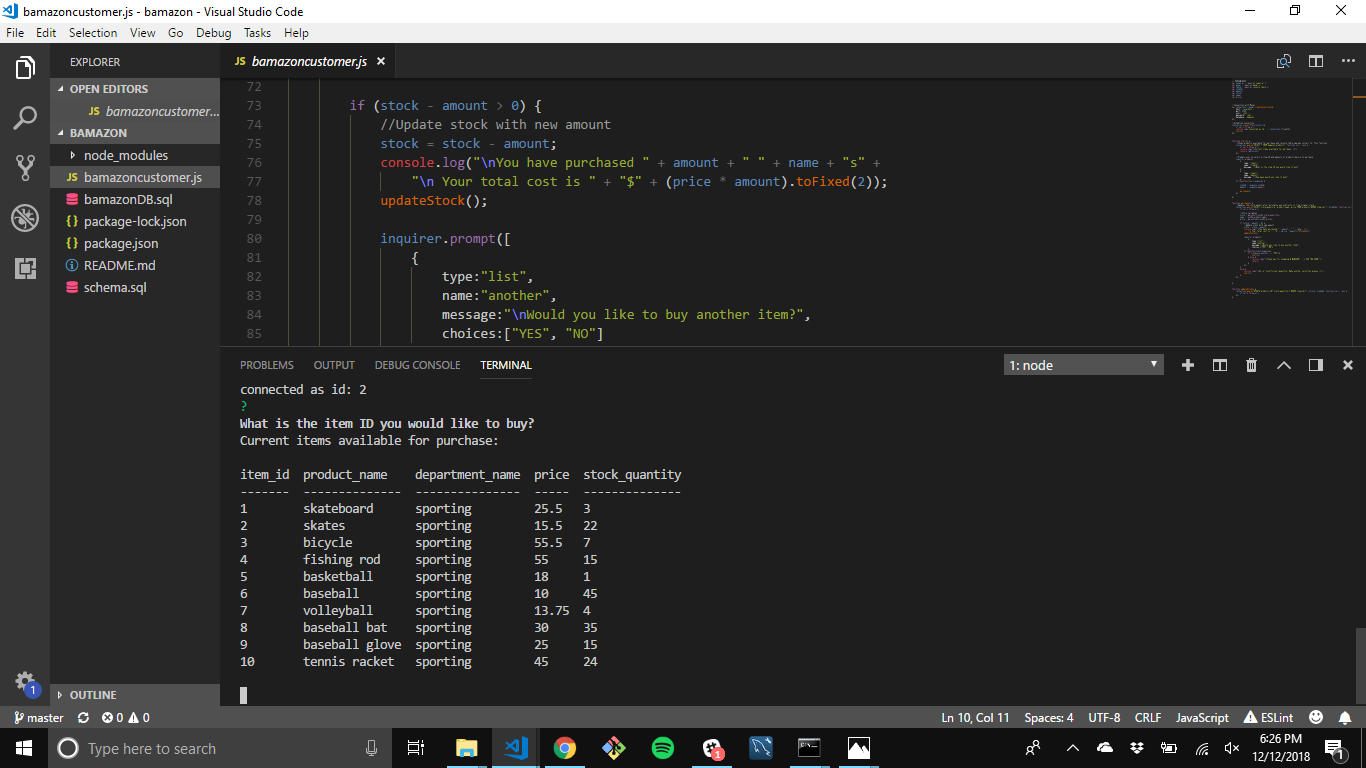 bamazoncustomer.js - bamazon - Visual Studio Code
File Edit Selection View Go Debug Tasks Help
EXPLORER
OPEN EDITORS
JS bamazoncustomer...
BAMAZON
node_modules
JS bamazoncustomer.js
bamazonDB.sql
{} package-lock.json
{} package.json
README.md
schema.sql
OUTLINE
1
JS bamazoncustomer.js
72
73 if (stock - amount > 0) {
74 //Update stock with new amount
75 stock = stock - amount;
76 console.log("\nYou have purchased " + amount + " " + name + "s" +
77 "\n Your total cost is " + "$" + (price * amount).toFixed(2));
78 updateStock();
79
80 inquirer.prompt([
81 {
82 type:"list",
83 name:"another",
84 message:"\nWould you like to buy another item?",
85 choices:["YES", "NO"]
PROBLEMS OUTPUT DEBUG CONSOLE TERMINAL 1: node
connected as id: 2
?
What is the item ID you would like to buy?
Current items available for purchase:
item_id product_name department_name price stock_quantity
------- -------------- --------------- ----- --------------
1 skateboard sporting 25.5 3
2 skates sporting 15.5 22
3 bicycle sporting 55.5 7
4 fishing rod sporting 55 15
5 basketball sporting 18 1
6 baseball sporting 10 45
7 volleyball sporting 13.75 4
8 baseball bat sporting 30 35
9 baseball glove sporting 25 15
10 tennis racket sporting 45 24
master 0 0 Ln 10, Col 11 Spaces: 4 UTF-8 CRLF JavaScript ESLint
Type here to search
1
6:26 PM
12/12/2018
1